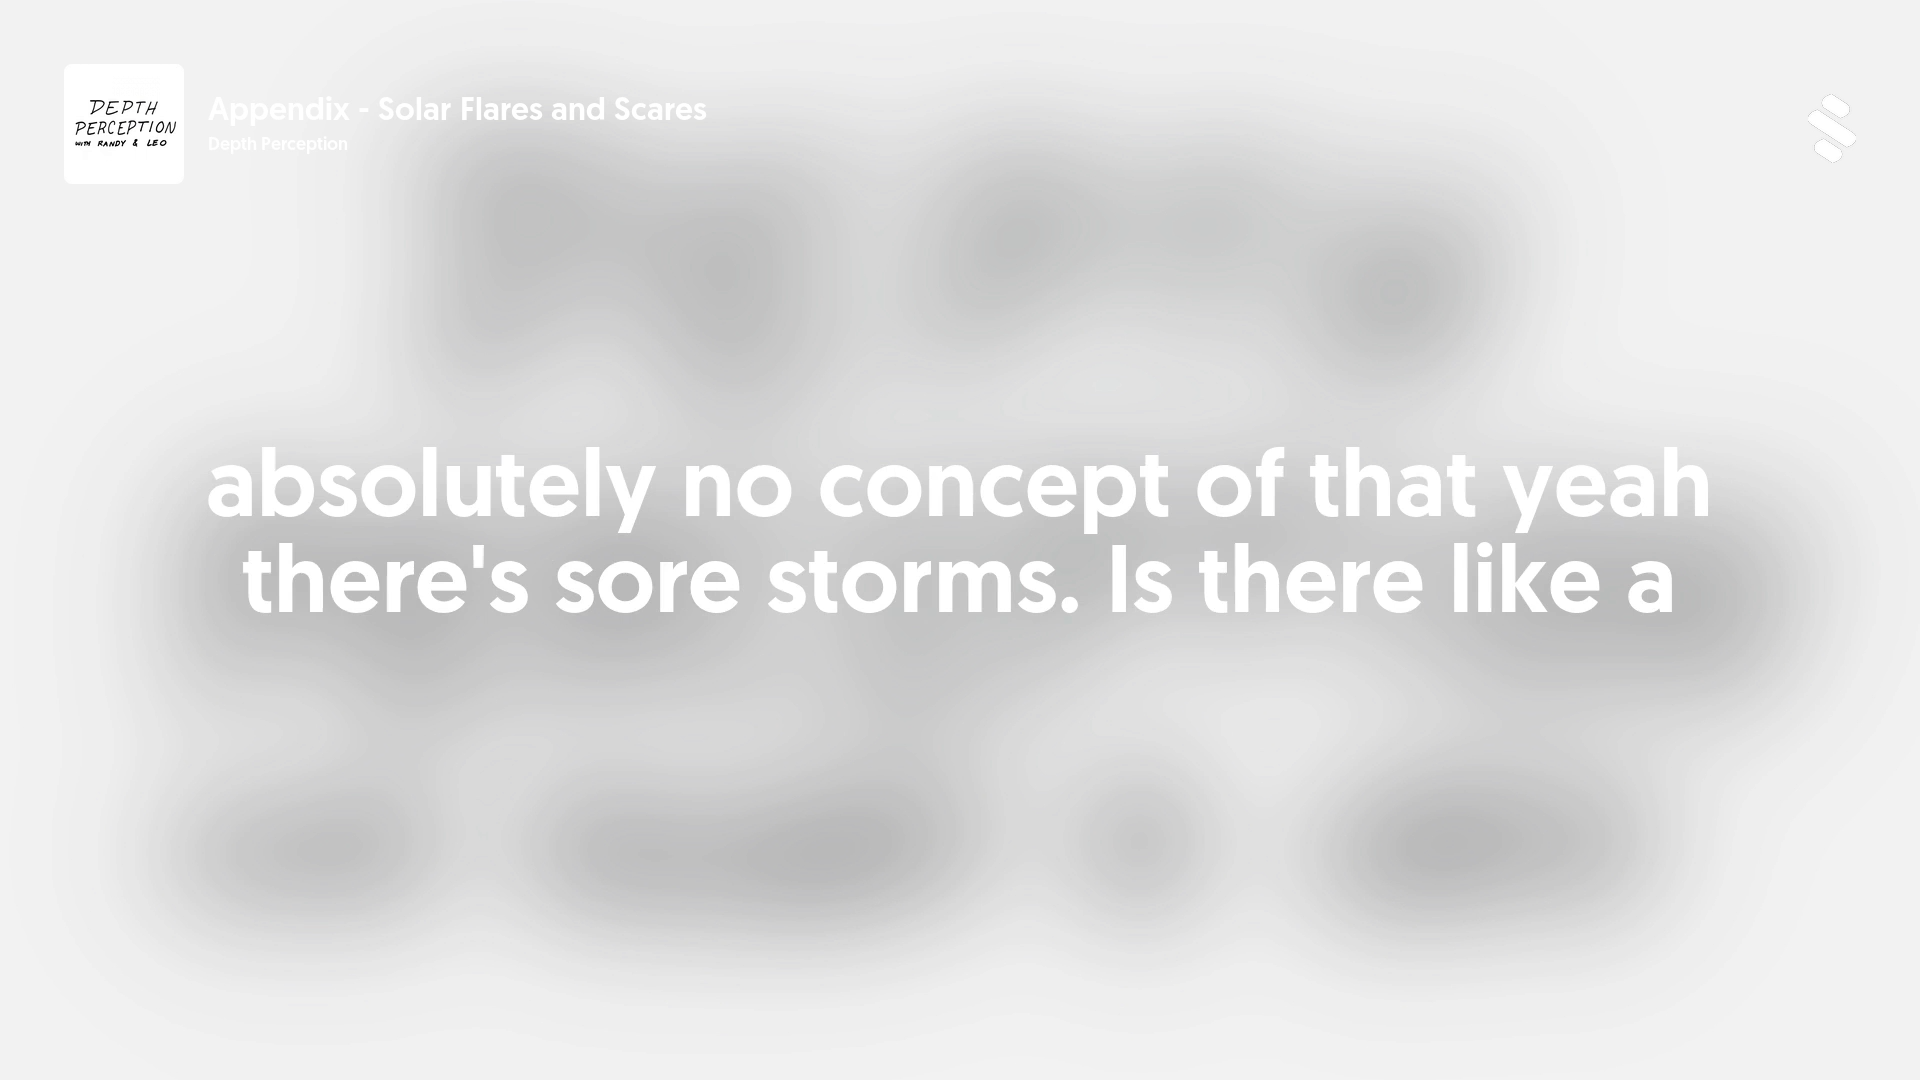 DEPTH
PERCEPTION
WITH RANDY & LEO
Appendix - Solar Flares and Scares
Depth Perception
absolutely no concept of that yeah
there's sore storms. Is there like a